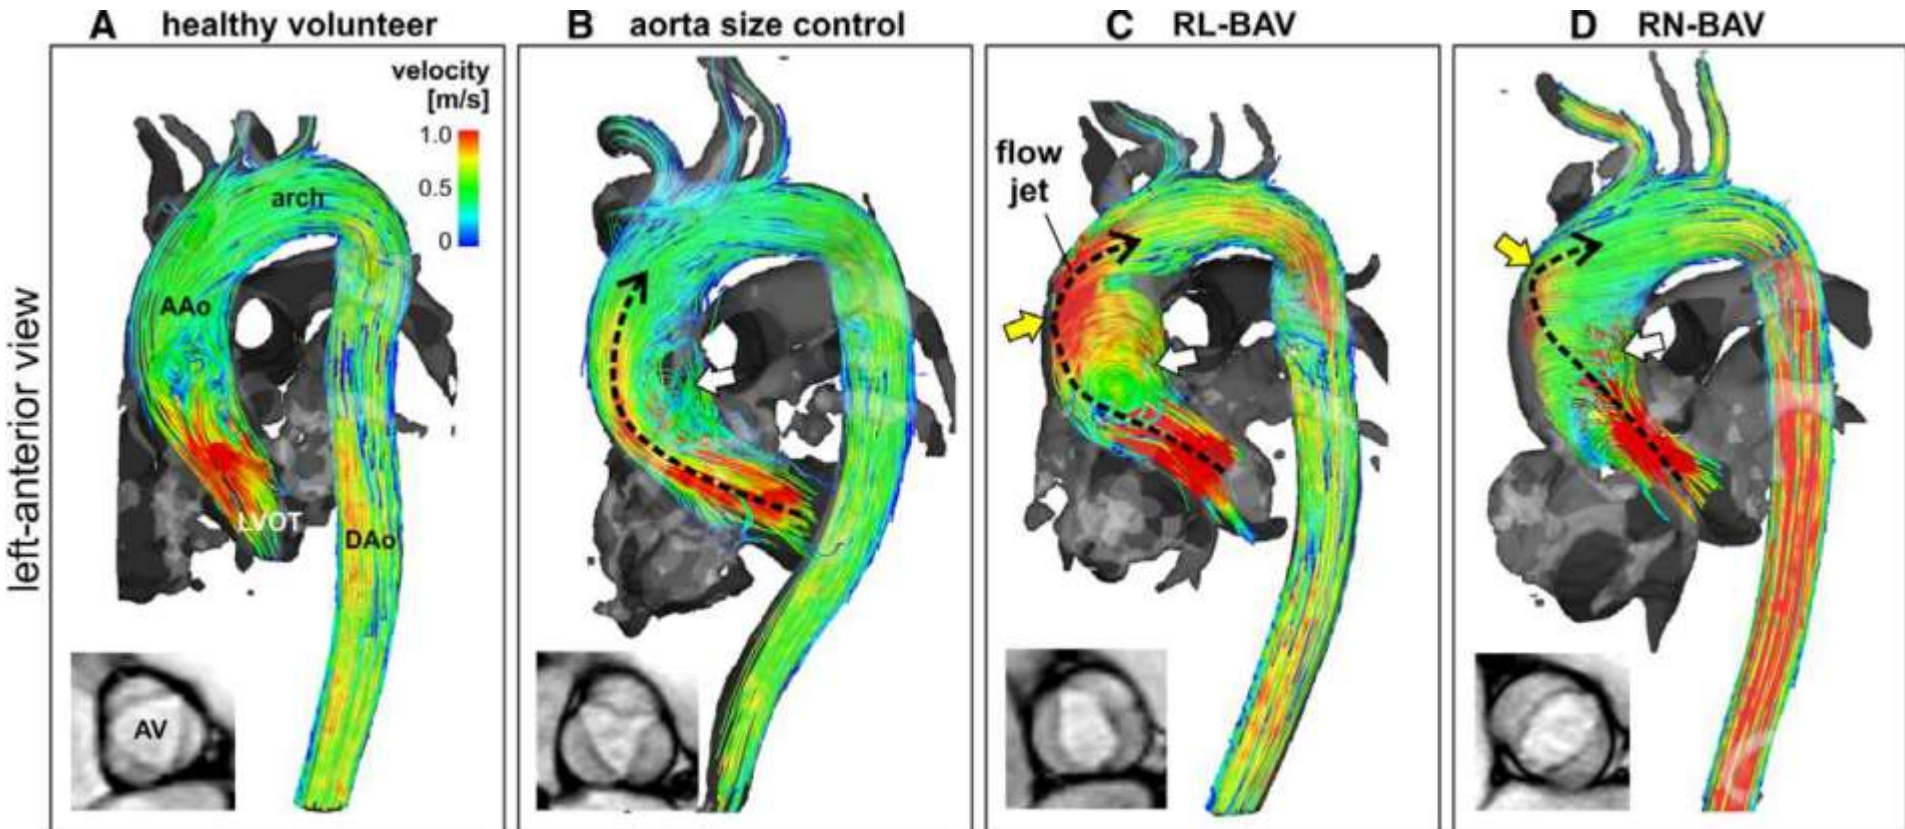 A healthy volunteer
B aorta size control
C RL-BAV
D RN-BAV
left-anterior view
velocity
[m/s]
1.0
0.5
0
arch
AAo
LVOT
DAo
AV
flow
jet